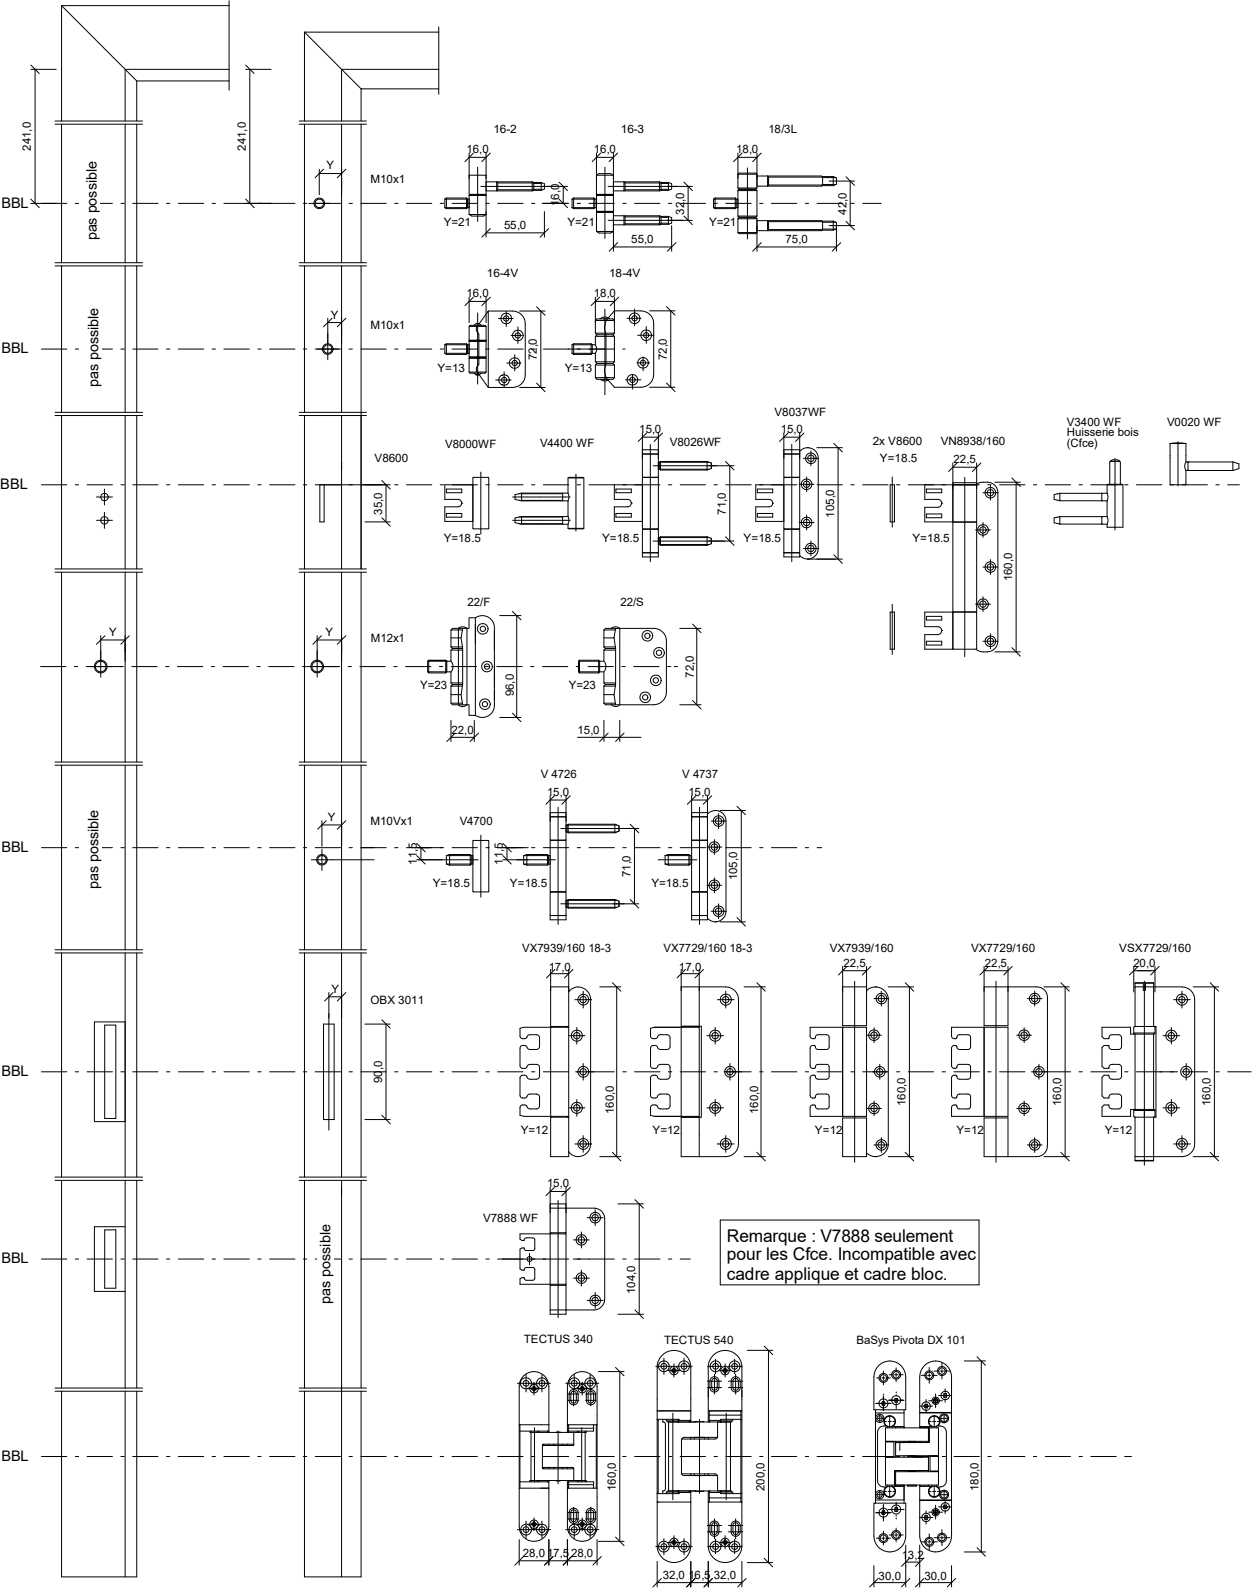 241,0
241,0
16-2
16-3
18/3L
16,0
16,0
18,0
pas possible
Y
M10x1
BBL
16,0
32,0
42,0
Y=21
Y=21
Y=21
55,0
55,0
75,0
16-4V
18-4V
16,0
18,0
pas possible
Y
M10x1
BBL
72,0
72,0
Y=13
Y=13
V8037WF
V3400 WF
V0020 WF
Huisserie bois
(Cfce)
15,0
15,0
V8600
V8000WF
V4400 WF
V8026WF
2x V8600
VN8938/160
Y=18.5
22,5
BBL
35,0
71,0
105,0
Y=18.5
Y=18.5
Y=18.5
Y=18.5
160,0
22/F
22/S
Y
Y
M12x1
96,0
72,0
Y=23
Y=23
22,0
15,0
V 4726
V 4737
15,0
15,0
pas possible
Y
M10Vx1
V4700
BBL
11,5
11,5
71,0
105,0
Y=18.5
Y=18.5
Y=18.5
VX7939/160 18-3
VX7729/160 18-3
VX7939/160
VX7729/160
VSX7729/160
17,0
17,0
22,5
22,5
20,0
Y
OBX 3011
BBL
90,0
160,0
160,0
160,0
160,0
160,0
Y=12
Y=12
Y=12
Y=12
Y=12
15,0
V7888 WF
pas possible
BBL
104,0
Remarque : V7888 seulement
pour les Cfce. Incompatible avec
cadre applique et cadre bloc.
TECTUS 340
TECTUS 540
BaSys Pivota DX 101
BBL
160,0
200,0
180,0
28,0
17,5
28,0
32,0
16,5
32,0
13,2
30,0
30,0